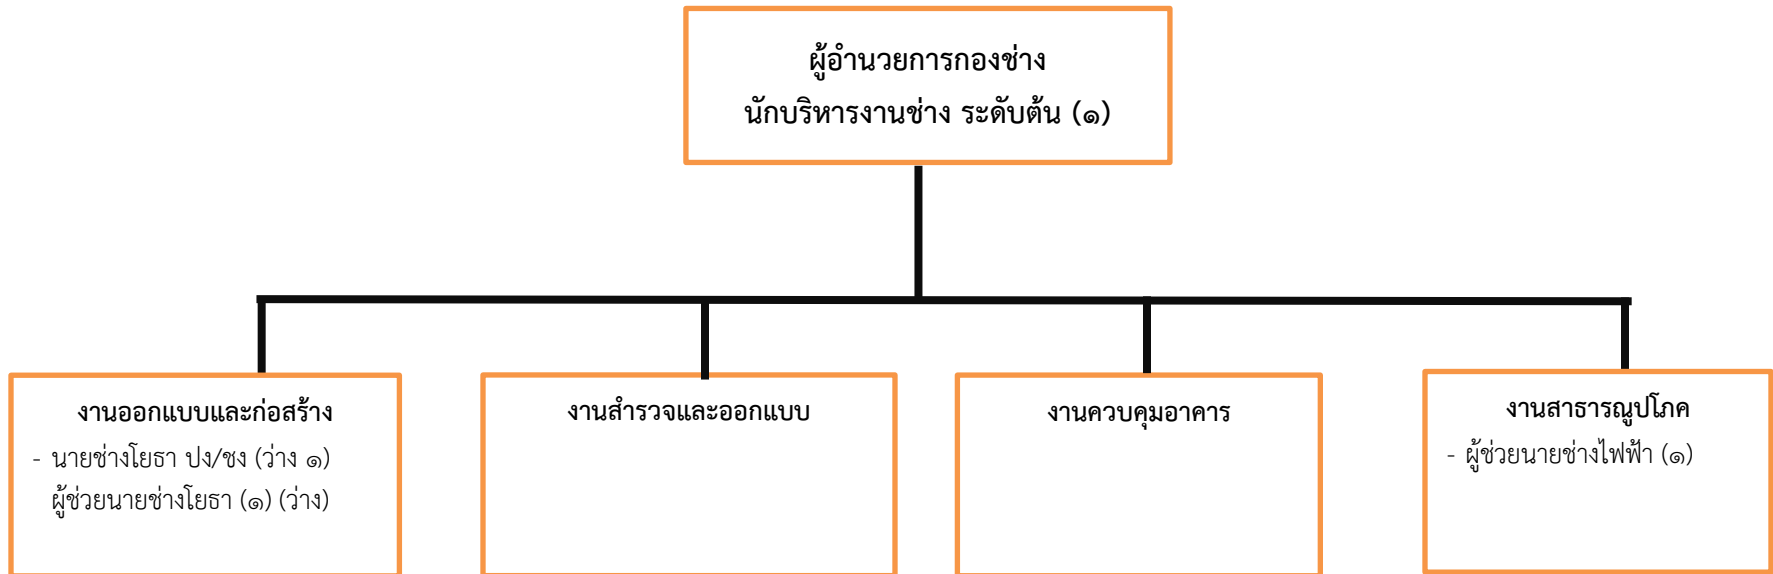 ผู้อำนวยการกองช่าง
นักบริหารงานช่าง ระดับต้น (๑)
งานออกแบบและก่อสร้าง
- นายช่างโยธา ปง/ชง (ว่าง ๑)
ผู้ช่วยนายช่างโยธา (๑) (ว่าง)
งานสำรวจและออกแบบ
งานควบคุมอาคาร
งานสาธารณูปโภค
- ผู้ช่วยนายช่างไฟฟ้า (๑)